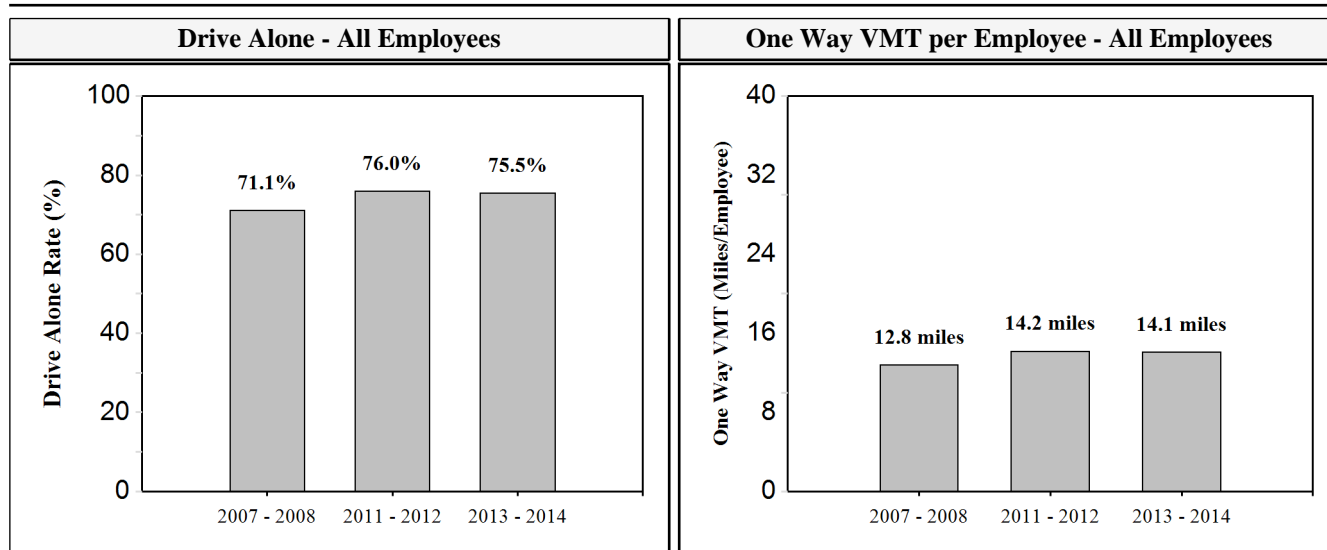 Drive Alone - All Employees
100
80
60
40
20
0
Drive Alone Rate (%)
71.1%
76.0%
75.5%
2007 - 2008
2011 - 2012
2013 - 2014
One Way VMT per Employee - All Employees
40
32
24
16
8
0
One Way VMT (Miles/Employee)
12.8 miles
14.2 miles
14.1 miles
2007 - 2008
2011 - 2012
2013 - 2014